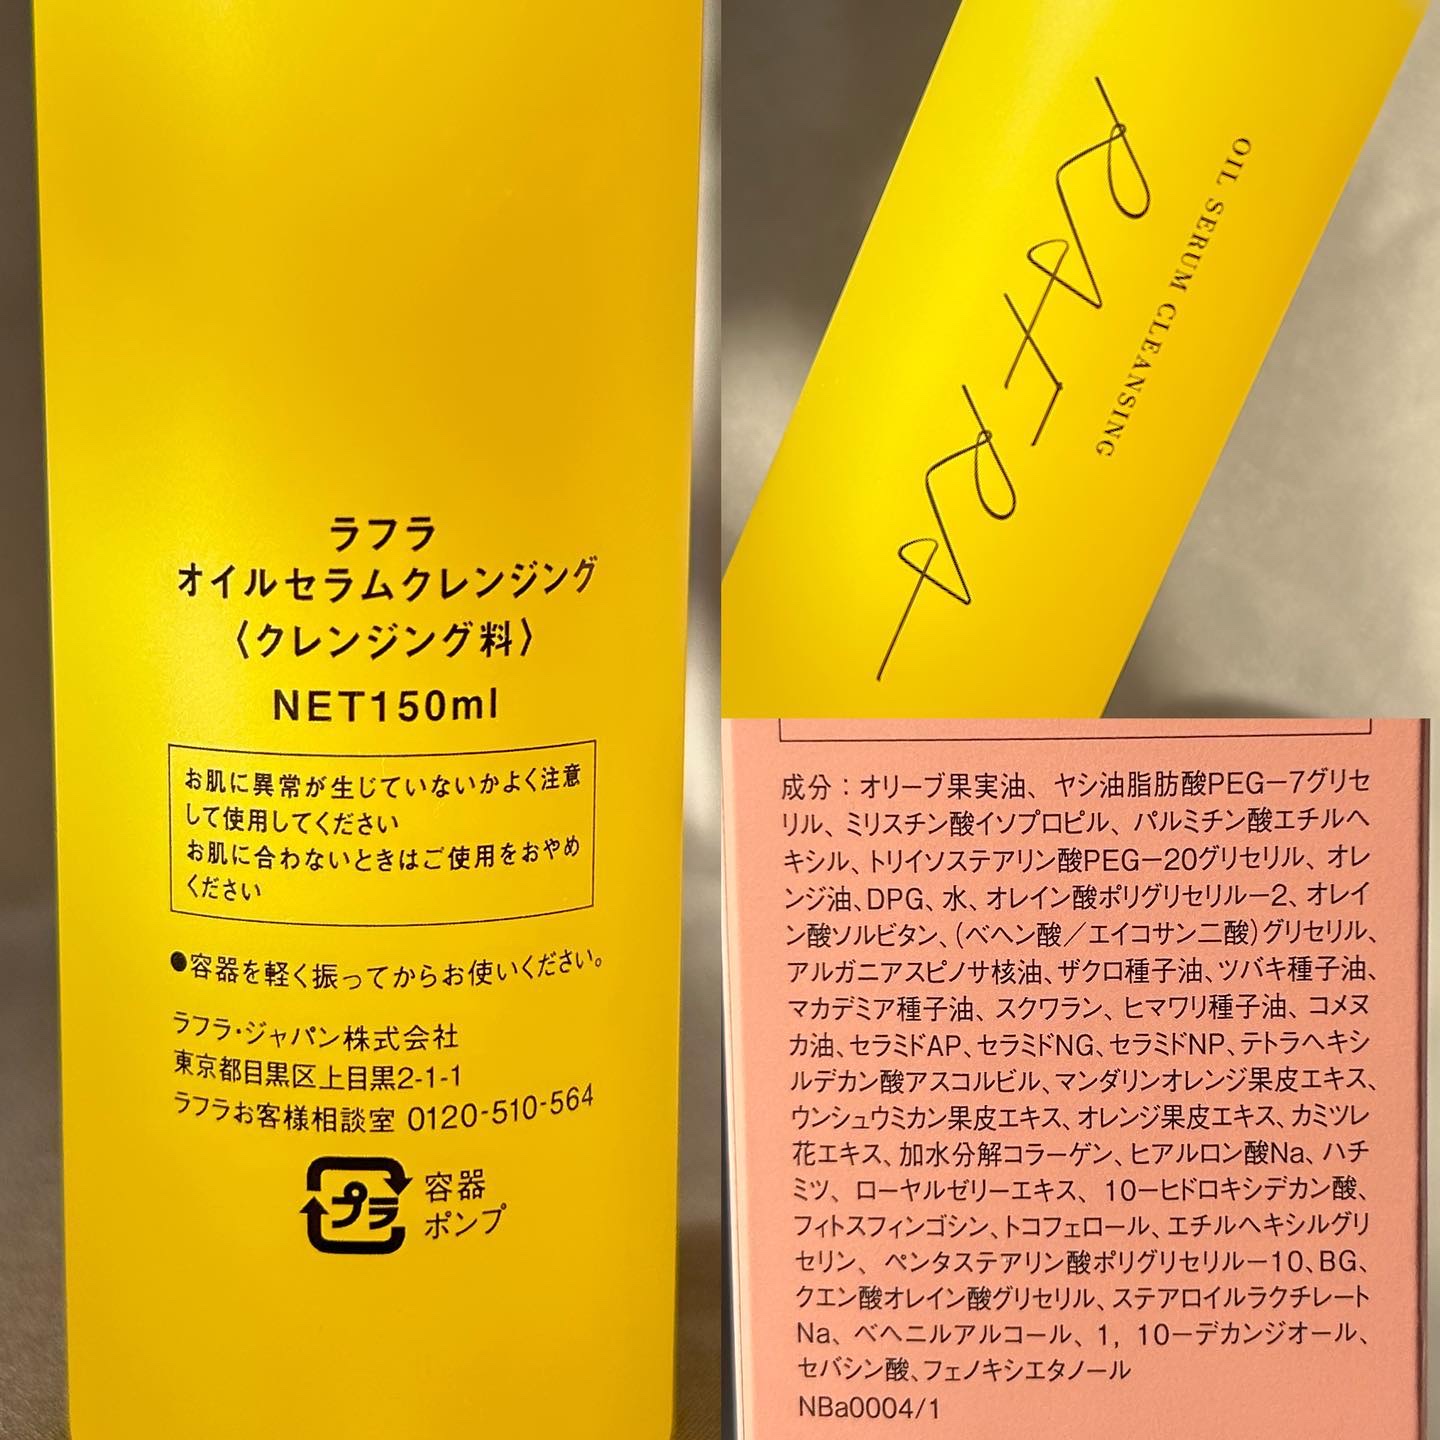 ラフラ
オイルセラムクレンジング
〈クレンジング料〉
NET150ml
お肌に異常が生じていないかよく注意
して使用してください
お肌に合わないときはご使用をおやめ
ください
●容器を軽く振ってからお使いください。
ラフラ・ジャパン株式会社
東京都目黒区上目黒2-1-1
ラフラお客様相談室 0120-510-564
プラ
容器
ポンプ
RAFRA
OIL SERUM CLEANSING
成分：オリーブ果実油、ヤシ油脂肪酸PEG－7グリセ
リル、ミリスチン酸イソプロピル、パルミチン酸エチルヘ
キシル、トリイソステアリン酸PEG－20グリセリル、オレ
ンジ油、DPG、水、オレイン酸ポリグリセリル－2、オレイ
ン酸ソルビタン、（ベヘン酸／エイコサン二酸）グリセリル、
アルガニアスピノサ核油、ザクロ種子油、ツバキ種子油、
マカデミア種子油、スクワラン、ヒマワリ種子油、コメヌ
カ油、セラミドAP、セラミドNG、セラミドNP、テトラヘキシ
ルデカン酸アスコルビル、マンダリンオレンジ果皮エキス、
ウンシュウミカン果皮エキス、オレンジ果皮エキス、カミツレ
花エキス、加水分解コラーゲン、ヒアルロン酸Na、ハチ
ミツ、ローヤルゼリーエキス、10－ヒドロキシデカン酸、
フィトスフィンゴシン、トコフェロール、エチルヘキシルグリ
セリン、ペンタステアリン酸ポリグリセリル－10、BG、
クエン酸オレイン酸グリセリル、ステアロイルラクチレート
Na、ベヘニルアルコール、1，10－デカンジオール、
セバシン酸、フェノキシエタノール
NBa0004/1